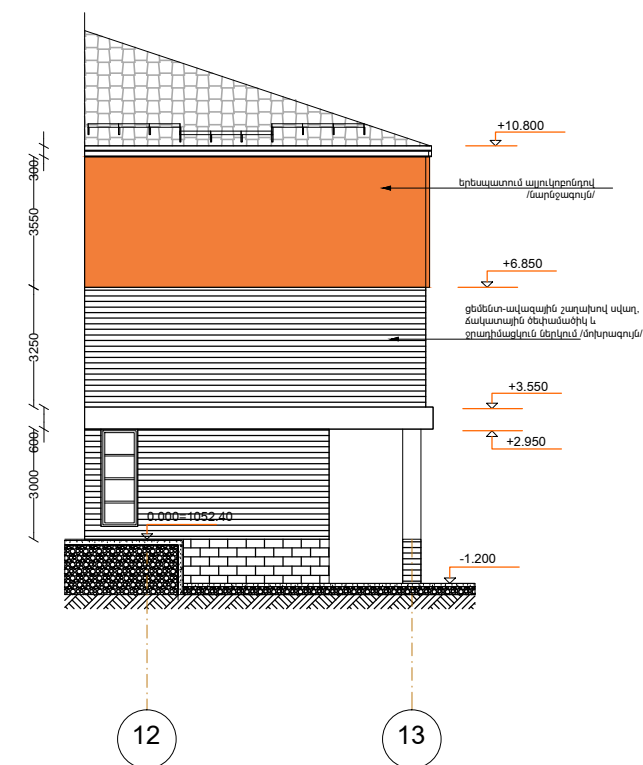 +10.800
300
երեսպատում ալյուկոբոնդով
/նարնջագույն/
3550
+6.850
ցեմենտ-ավազային շաղախով սվաղ,
ճակատային ծեփամածիկ և
ջրադիմացկուն ներկում /մոխրագույն/
3250
+3.550
600
+2.950
3000
0.000=1052.40
-1.200
12
13